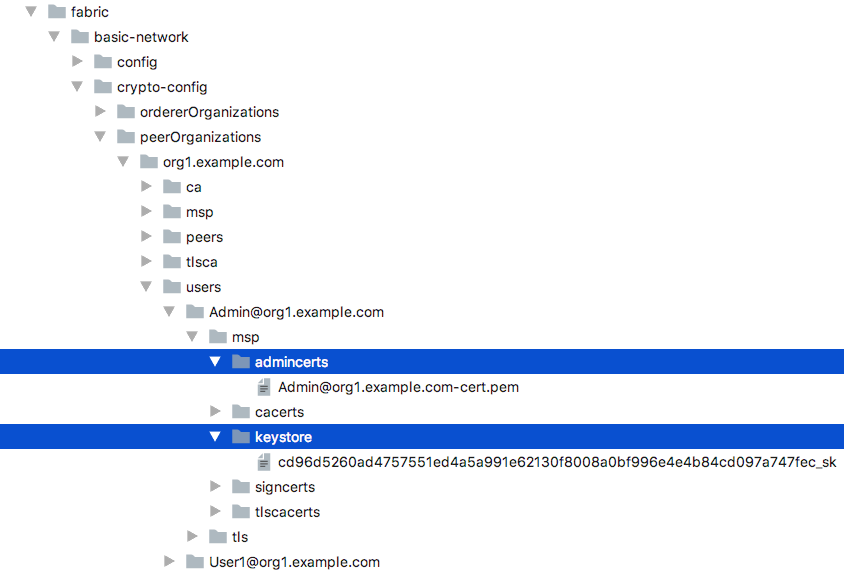 fabric
basic-network
config
crypto-config
ordererOrganizations
peerOrganizations
org1.example.com
ca
msp
peers
tlsca
users
Admin@org1.example.com
msp
admincerts
Admin@org1.example.com-cert.pem
cacerts
keystore
cd96d5260ad4757551ed4a5a991e62130f8008a0bf996e4e4b84cd097a747fec_sk
signcerts
tlscacerts
tls
User1@org1.example.com